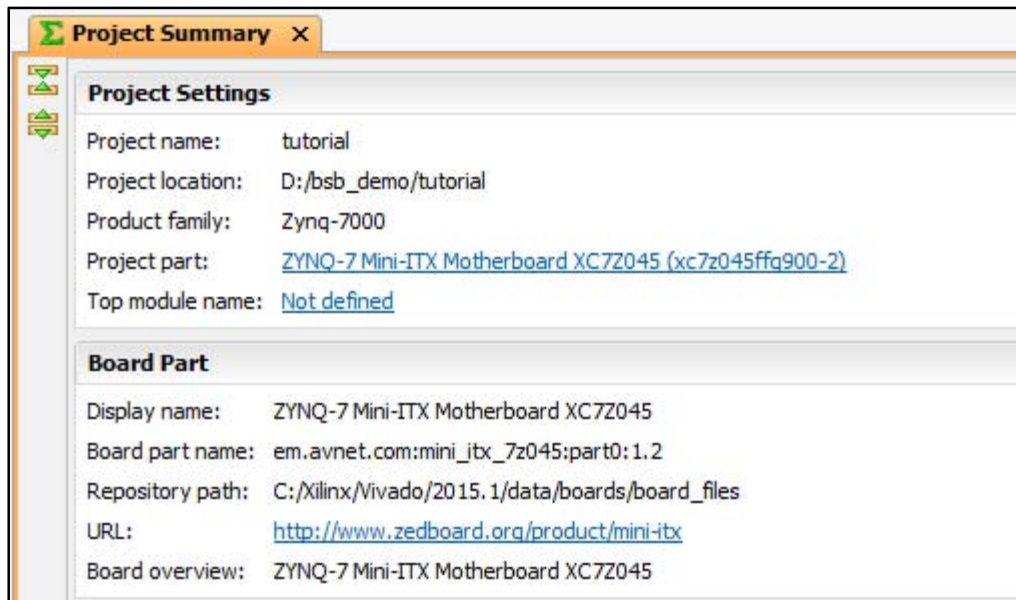 Project Summary
Project Settings
Project name: tutorial
Project location: D:/bsb_demo/tutorial
Product family: Zynq-7000
Project part: ZYNQ-7 Mini-ITX Motherboard XC7Z045 (xc7z045ffg900-2)
Top module name: Not defined
Board Part
Display name: ZYNQ-7 Mini-ITX Motherboard XC7Z045
Board part name: em.avnet.com:mini_itx_7z045:part0:1.2
Repository path: C:/Xilinx/Vivado/2015.1/data/boards/board_files
URL: http://www.zedboard.org/product/mini-itx
Board overview: ZYNQ-7 Mini-ITX Motherboard XC7Z045